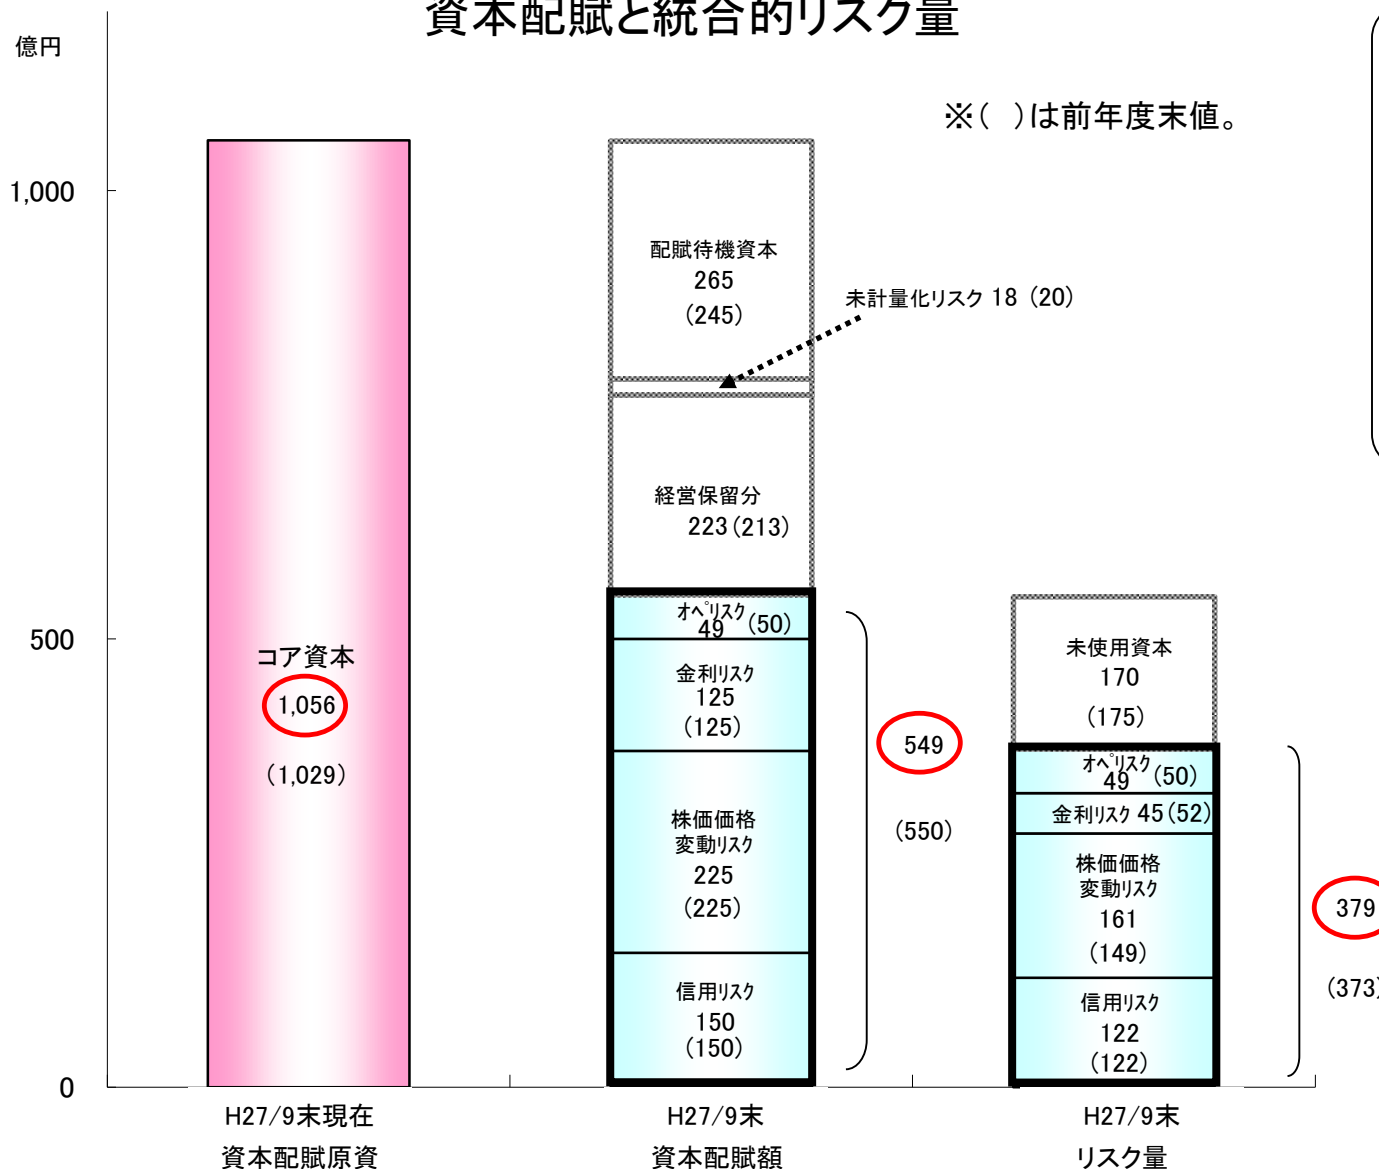 資本配賦と統合的リスク量
億円
※( )は前年度末値。
1,000
500
0
コア資本
1,056
(1,029)
配賦待機資本
265
(245)
未計量化リスク 18 (20)
経営保留分
223(213)
オペリスク
49 (50)
金利リスク
125
(125)
株価価格
変動リスク
225
(225)
信用リスク
150
(150)
549
(550)
未使用資本
170
(175)
オペリスク
49 (50)
金利リスク 45(52)
株価価格
変動リスク
161
(149)
信用リスク
122
(122)
379
(373)
H27/9末現在
資本配賦原資
H27/9末
資本配賦額
H27/9末
リスク量